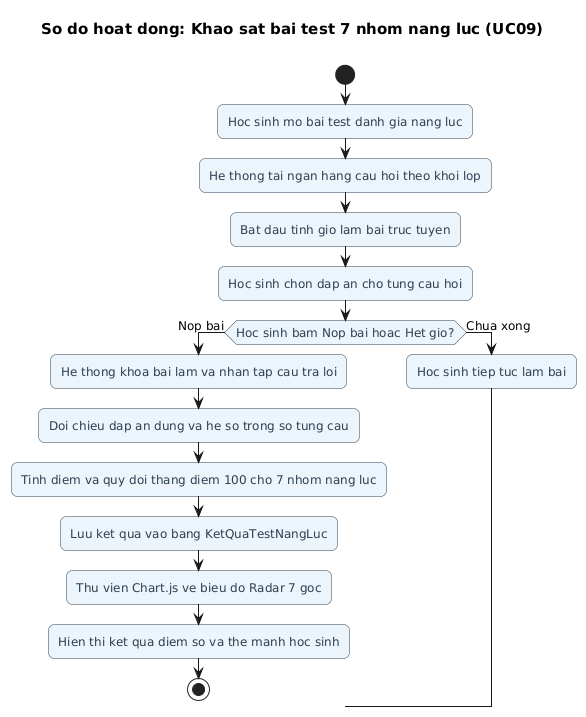 So do hoat dong: Khao sat bai test 7 nhom nang luc (UC09)
Hoc sinh mo bai test danh gia nang luc
He thong tai ngan hang cau hoi theo khoi lop
Bat dau tinh gio lam bai truc tuyen
Hoc sinh chon dap an cho tung cau hoi
Nop bai
Hoc sinh bam Nop bai hoac Het gio?
Chua xong
He thong khoa bai lam va nhan tap cau tra loi
Hoc sinh tiep tuc lam bai
Doi chieu dap an dung va he so trong so tung cau
Tinh diem va quy doi thang diem 100 cho 7 nhom nang luc
Luu ket qua vao bang KetQuaTestNangLuc
Thu vien Chart.js ve bieu do Radar 7 goc
Hien thi ket qua diem so va the manh hoc sinh